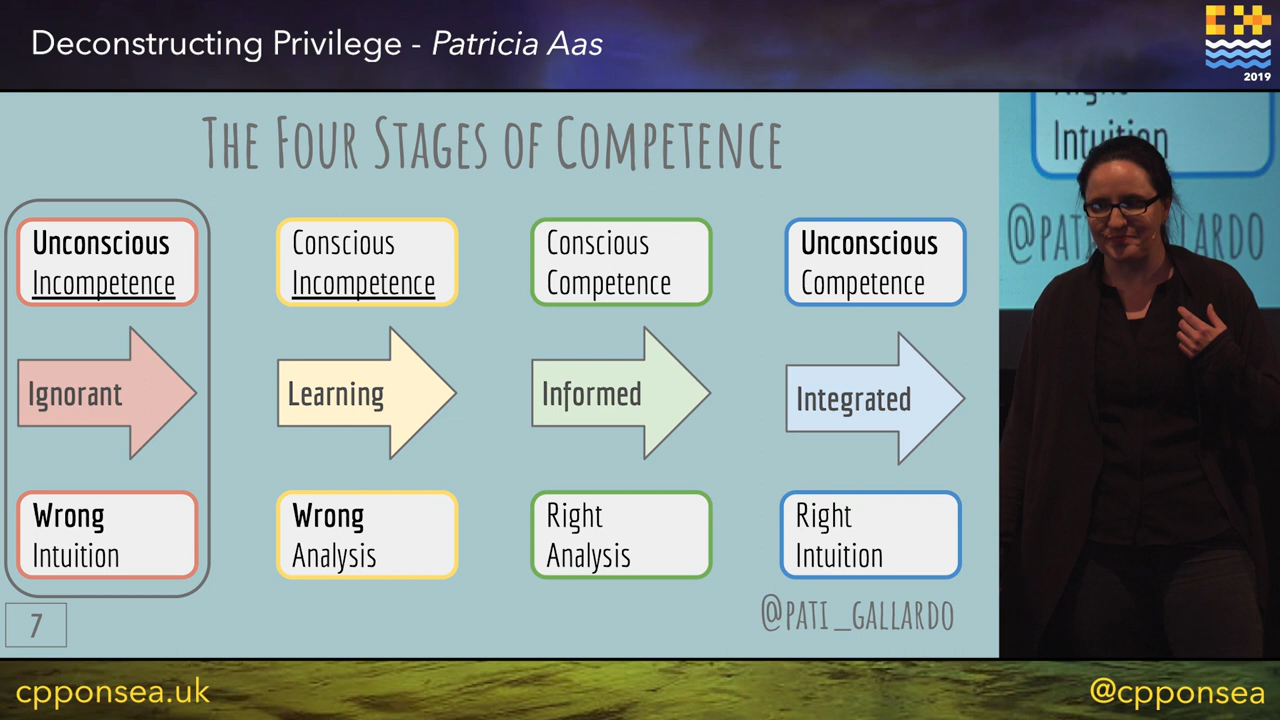 Deconstructing Privilege - Patricia Aas
2019
The Four Stages of Competence
Unconscious
Incompetence
Conscious
Incompetence
Conscious
Competence
Unconscious
Competence
Ignorant
Learning
Informed
Integrated
Wrong
Intuition
Wrong
Analysis
Right
Analysis
Right
Intuition
7
@pati_gallardo
Right
Intuition
cpponsea.uk
@cpponsea